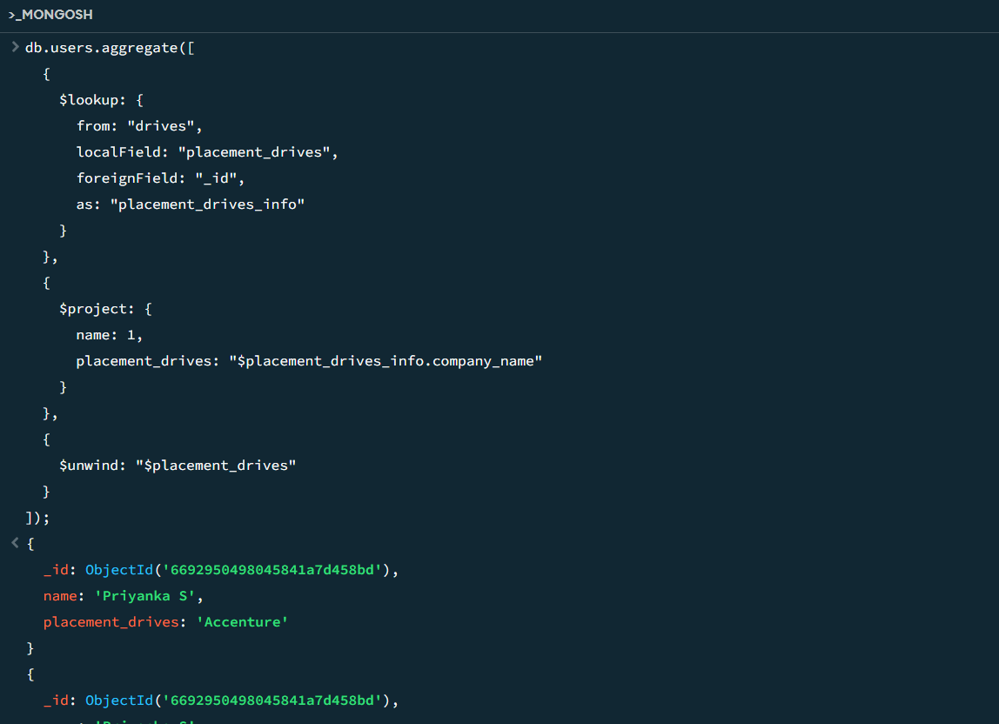 >_MONGOSH
> db.users.aggregate([
{
$lookup: {
from: "drives",
localField: "placement_drives",
foreignField: "_id",
as: "placement_drives_info"
}
},
{
$project: {
name: 1,
placement_drives: "$placement_drives_info.company_name"
}
},
{
$unwind: "$placement_drives"
}
]);
< {
_id: ObjectId('6692950498045841a7d458bd'),
name: 'Priyanka S',
placement_drives: 'Accenture'
}
{
_id: ObjectId('6692950498045841a7d458bd'),